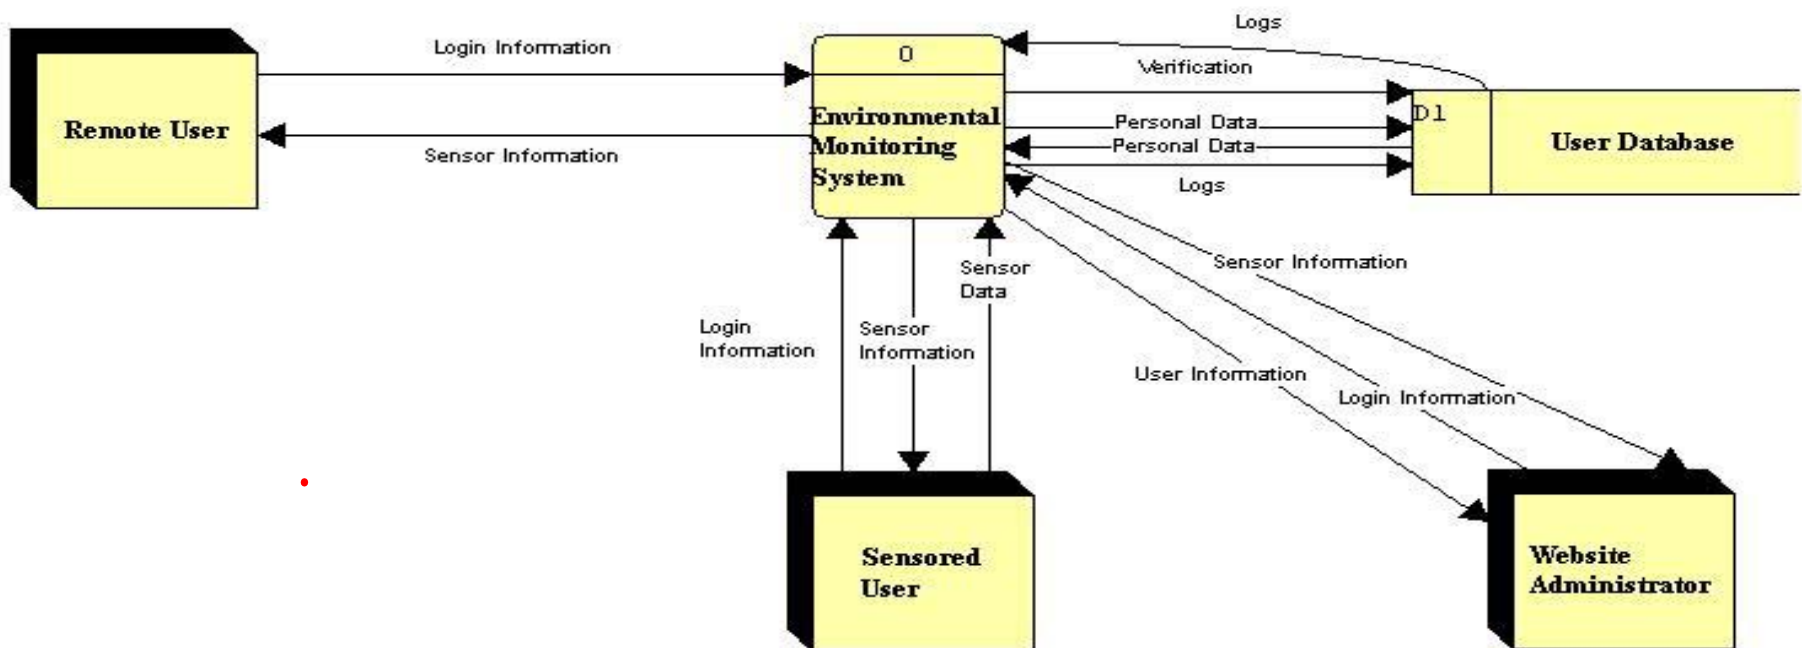 Logs
Login Information
0
Verification
Remote User
Environmental
Monitoring
System
Personal Data
Personal Data
D1
User Database
Sensor Information
Logs
Sensor
Data
Sensor Information
Login
Information
Sensor
Information
User Information
Login Information
Sensored
User
Website
Administrator